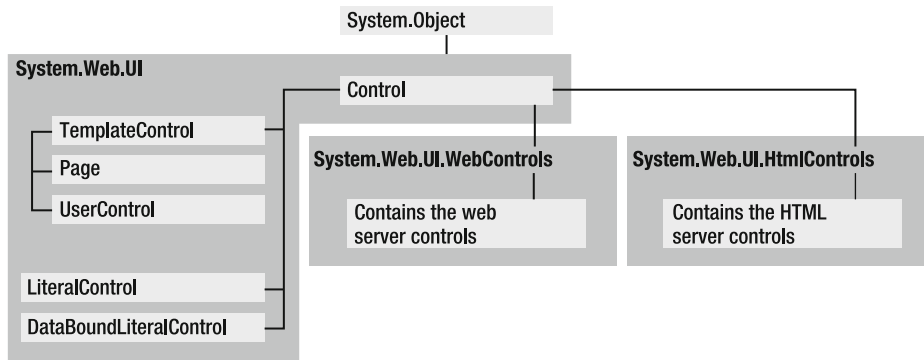 System.Object
System.Web.UI
Control
TemplateControl
Page
UserControl
LiteralControl
DataBoundLiteralControl
System.Web.UI.WebControls
Contains the web
server controls
System.Web.UI.HtmlControls
Contains the HTML
server controls